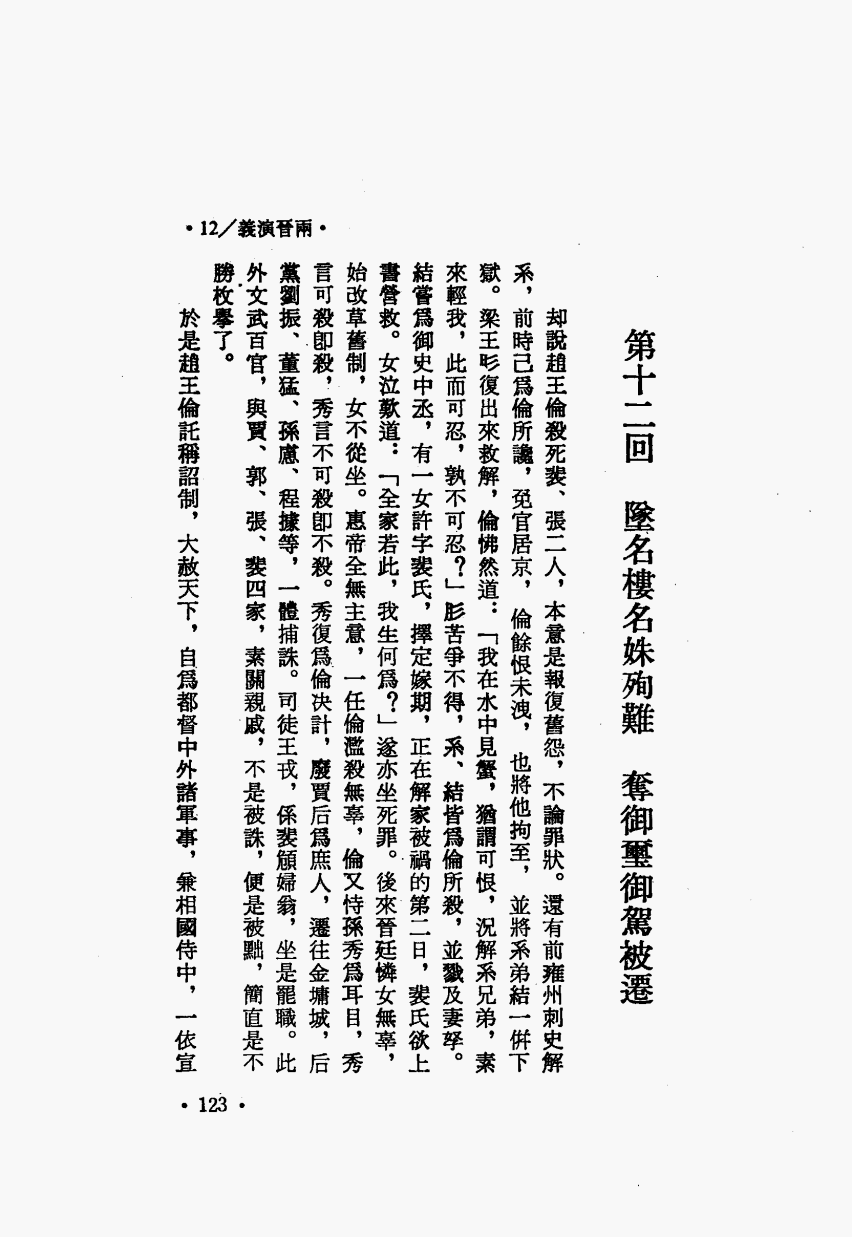 •12／義演晉兩•
第十二回　墜名樓名姝殉難　奪御璽御駕被遷
却說趙王倫殺死裴、張二人，本意是報復舊怨，不論罪狀。還有前雍州刺史解
系，前時已爲倫所讒，免官居京，倫餘恨未洩，也將他拘至，並將系弟結一併下
獄。梁王肜復出來救解，倫怫然道：「我在水中見蟹，猶謂可恨，況解系兄弟，素
來輕我，此而可忍，孰不可忍？」肜苦爭不得，系、結皆爲倫所殺，並戮及妻孥。
結嘗爲御史中丞，有一女許字裴氏，擇定嫁期，正在解家被禍的第二日，裴氏欲上
書營救。女泣歎道：「全家若此，我生何爲？」遂亦坐死罪。後來晉廷憐女無辜，
始改草舊制，女不從坐。惠帝全無主意，一任倫濫殺無辜，倫又恃孫秀爲耳目，秀
言可殺卽殺，秀言不可殺卽不殺。秀復爲倫決計，廢賈后爲庶人，遷往金墉城，后
黨劉振、董猛、孫慮、程據等，一體捕誅。司徒王戎，係裴頠婦翁，坐是罷職。此
外文武百官，與賈、郭、張、裴四家，素關親戚，不是被誅，便是被黜，簡直是不
勝枚舉了。
於是趙王倫託稱詔制，大赦天下，自爲都督中外諸軍事，兼相國侍中，一依宣
•123•